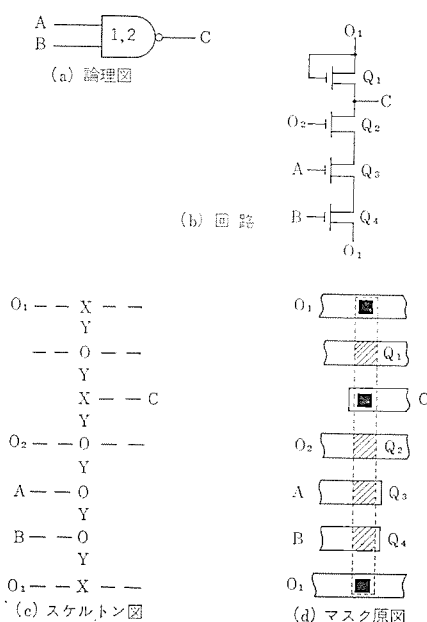 A
B
1,2
C
(a) 論理図
O₁
Q₁
C
O₂
Q₂
A
Q₃
B
Q₄
O₁
(b) 回路
O₁ — — X — —
Y
— — O — —
Y
X — — C
Y
O₂ — — O — —
Y
A — — O
Y
B — — O
Y
O₁ — — X — —
(c) スケルトン図
O₁
Q₁
C
O₂
Q₂
A
Q₃
B
Q₄
O₁
(d) マスク原図